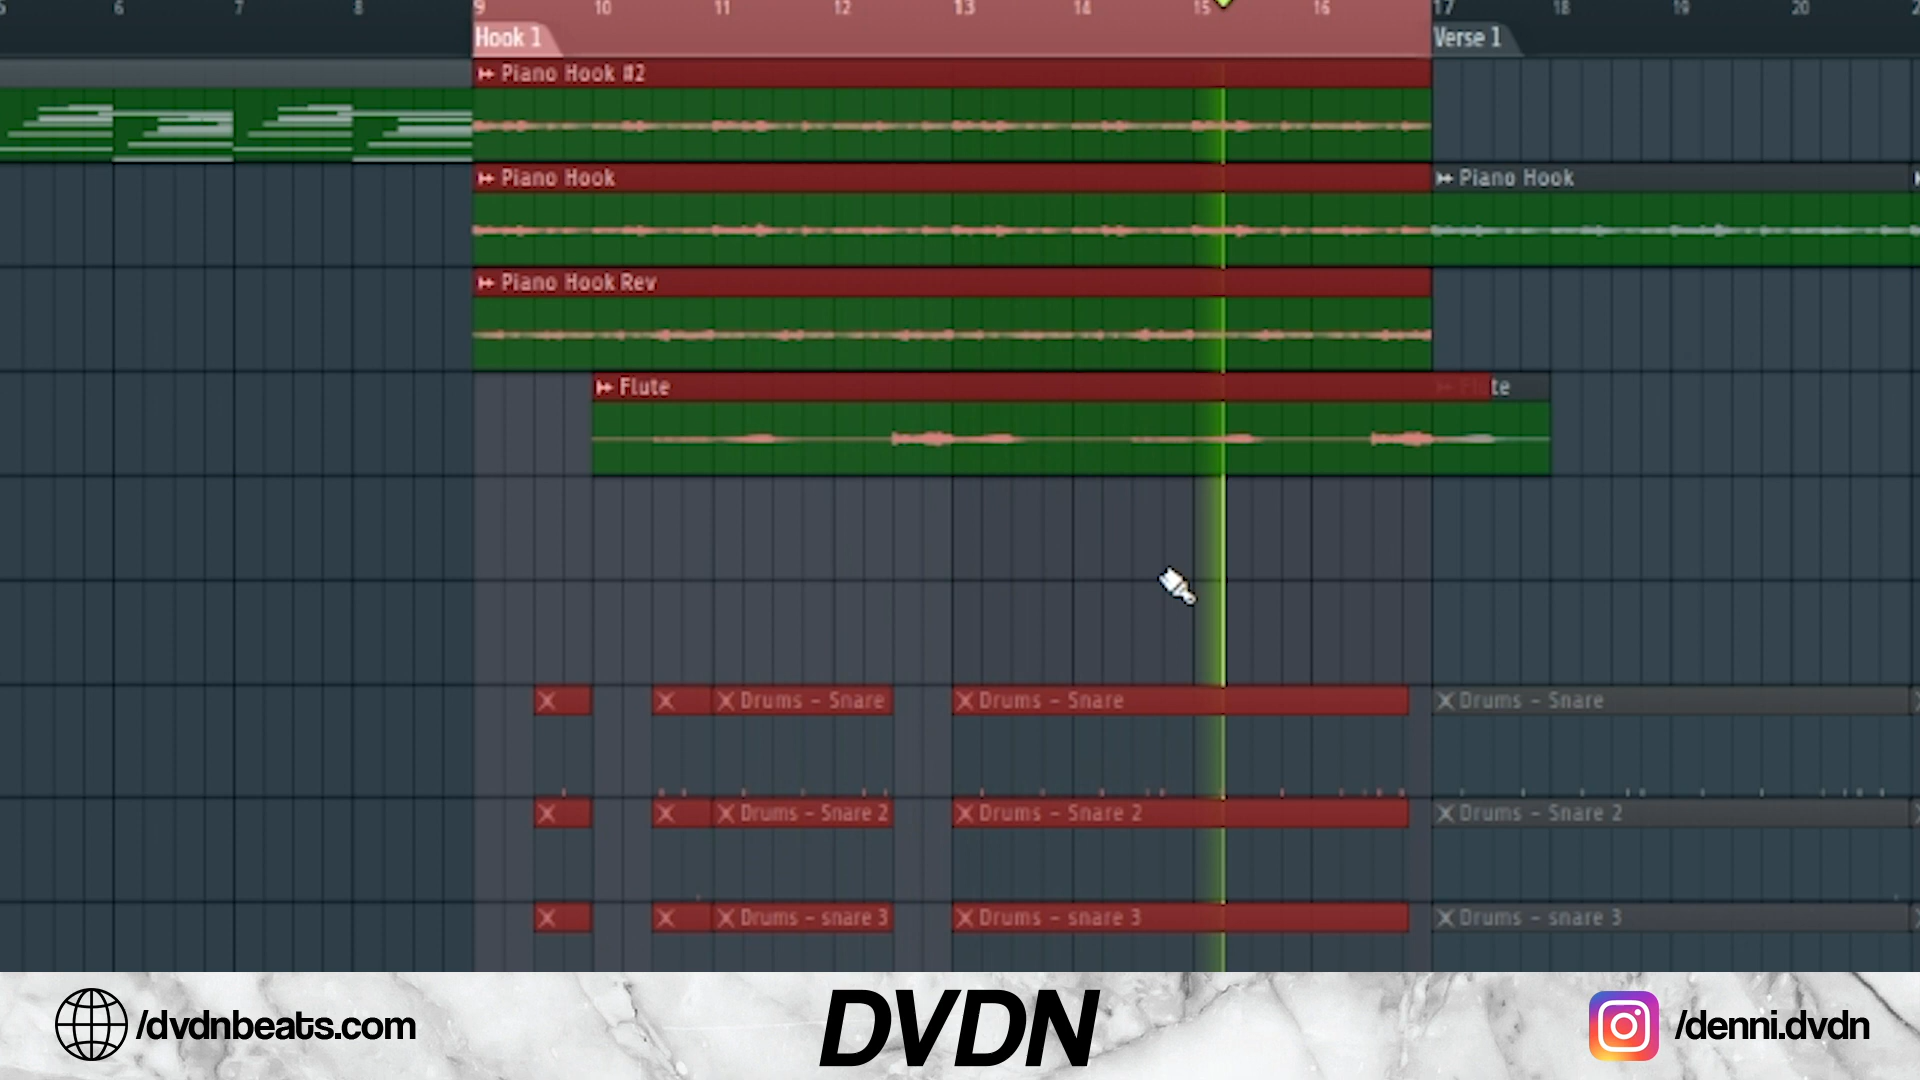 5 6 7 8 9 10 11 12 13 14 15 16 17 18 19 20
Hook 1 Verse 1
Piano Hook #2
Piano Hook Piano Hook
Piano Hook Rev
Flute
Drums - Snare Drums - Snare Drums - Snare
Drums - Snare 2 Drums - Snare 2 Drums - Snare 2
Drums - snare 3 Drums - snare 3 Drums - snare 3
/dvdnbeats.com DVDN /denni.dvdn